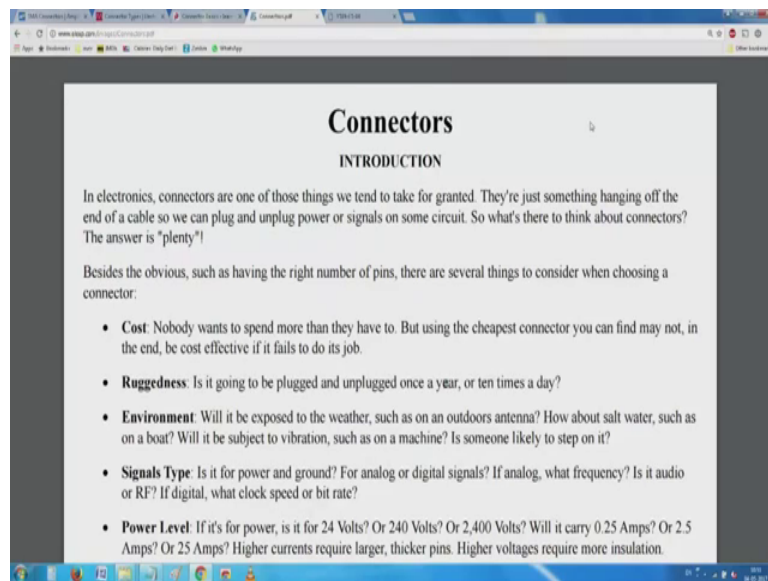 Connectors.pdf
Apps
Bookmarks
WhatsApp
Connectors
INTRODUCTION
In electronics, connectors are one of those things we tend to take for granted. They're just something hanging off the
end of a cable so we can plug and unplug power or signals on some circuit. So what's there to think about connectors?
The answer is "plenty"!
Besides the obvious, such as having the right number of pins, there are several things to consider when choosing a
connector:
• Cost: Nobody wants to spend more than they have to. But using the cheapest connector you can find may not, in
the end, be cost effective if it fails to do its job.
• Ruggedness: Is it going to be plugged and unplugged once a year, or ten times a day?
• Environment: Will it be exposed to the weather, such as on an outdoors antenna? How about salt water, such as
on a boat? Will it be subject to vibration, such as on a machine? Is someone likely to step on it?
• Signals Type: Is it for power and ground? For analog or digital signals? If analog, what frequency? Is it audio
or RF? If digital, what clock speed or bit rate?
• Power Level: If it's for power, is it for 24 Volts? Or 240 Volts? Or 2,400 Volts? Will it carry 0.25 Amps? Or 2.5
Amps? Or 25 Amps? Higher currents require larger, thicker pins. Higher voltages require more insulation.